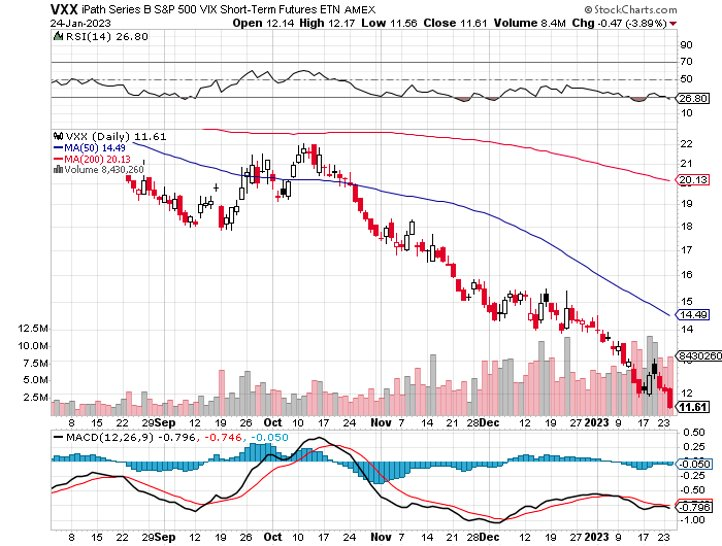 VXX iPath Series B S&P 500 VIX Short-Term Futures ETN AMEX
© StockCharts.com
24-Jan-2023
Open 12.14 High 12.17 Low 11.56 Close 11.61 Volume 8.4M Chg -0.47 (-3.89%)
RSI(14) 26.80
90
70
50
26.80
10
VXX (Daily) 11.61
MA(50) 14.49
MA(200) 20.13
Volume 8,430,260
22
21
20.13
19
18
17
16
15
14.49
14
12.5M
8430260
10.0M
7.5M
5.0M
12
2.5M
11.61
8 15 22 29 Sep 12 19 26 Oct 10 17 24 Nov 7 14 21 28 Dec 12 19 27 2023 9 17 23
MACD(12,26,9) -0.796, -0.746, -0.050
0.50
0.25
-0.050
-0.25
-0.50
-0.796
-1.00
8 15 22 29 Sep 12 19 26 Oct 10 17 24 Nov 7 14 21 28 Dec 12 19 27 2023 9 17 23